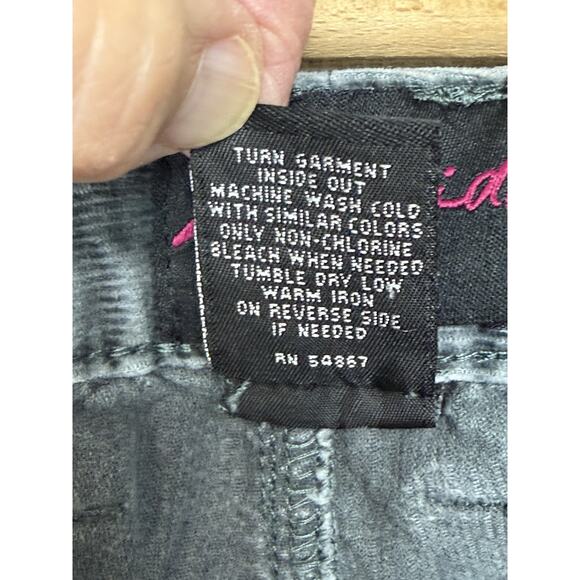 TURN GARMENT
INSIDE OUT
MACHINE WASH COLD
WITH SIMILAR COLORS
ONLY NON-CHLORINE
BLEACH WHEN NEEDED
TUMBLE DRY LOW
WARM IRON
ON REVERSE SIDE
IF NEEDED
RN 54867